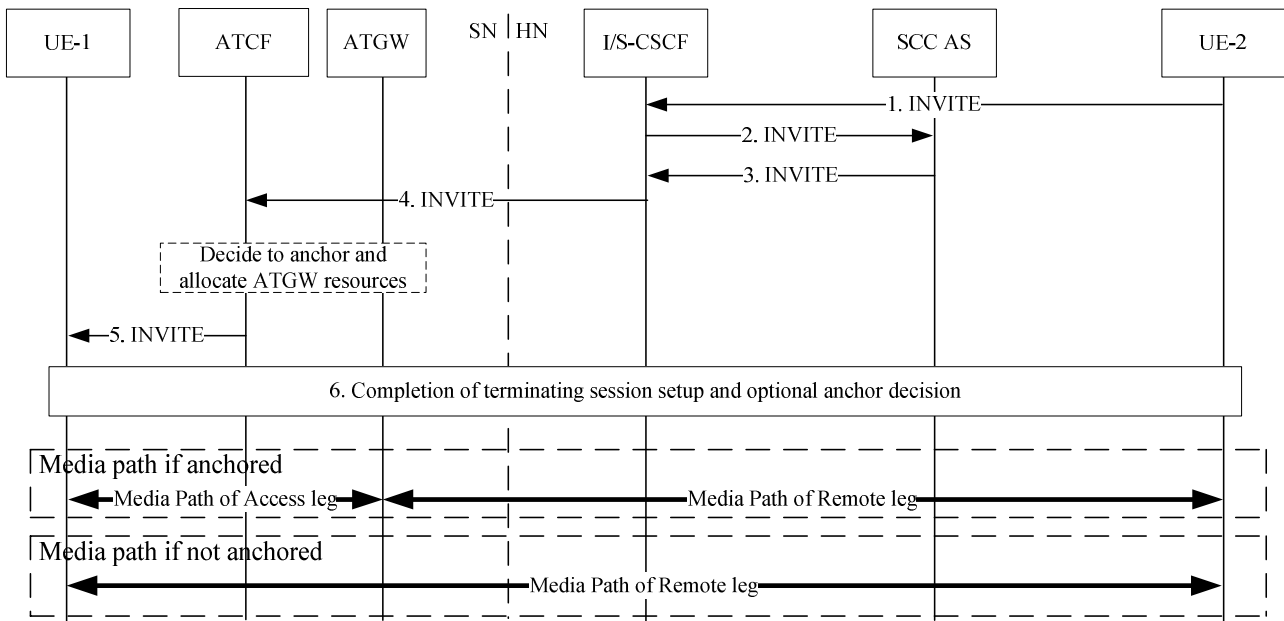 UE-1
ATCF
ATGW
SN
HN
I/S-CSCF
SCC AS
UE-2
1. INVITE
2. INVITE
3. INVITE
4. INVITE
Decide to anchor and
allocate ATGW resources
5. INVITE
6. Completion of terminating session setup and optional anchor decision
Media path if anchored
Media Path of Access leg
Media Path of Remote leg
Media path if not anchored
Media Path of Remote leg